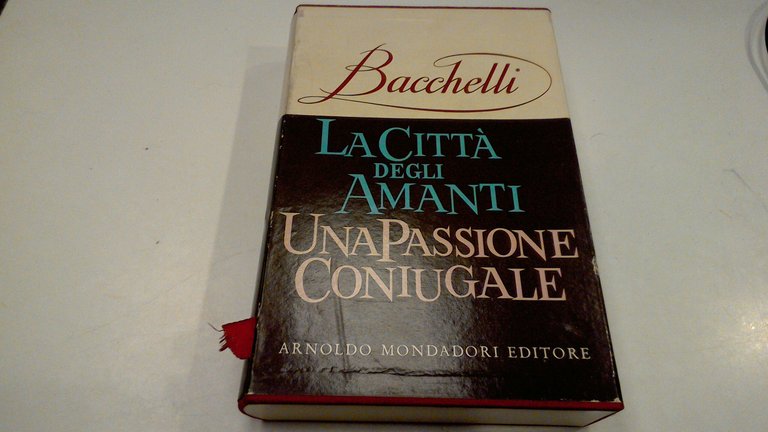 Bacchelli
LA CITTÀ
DEGLI
AMANTI
UNA PASSIONE
CONIUGALE
ARNOLDO MONDADORI EDITORE